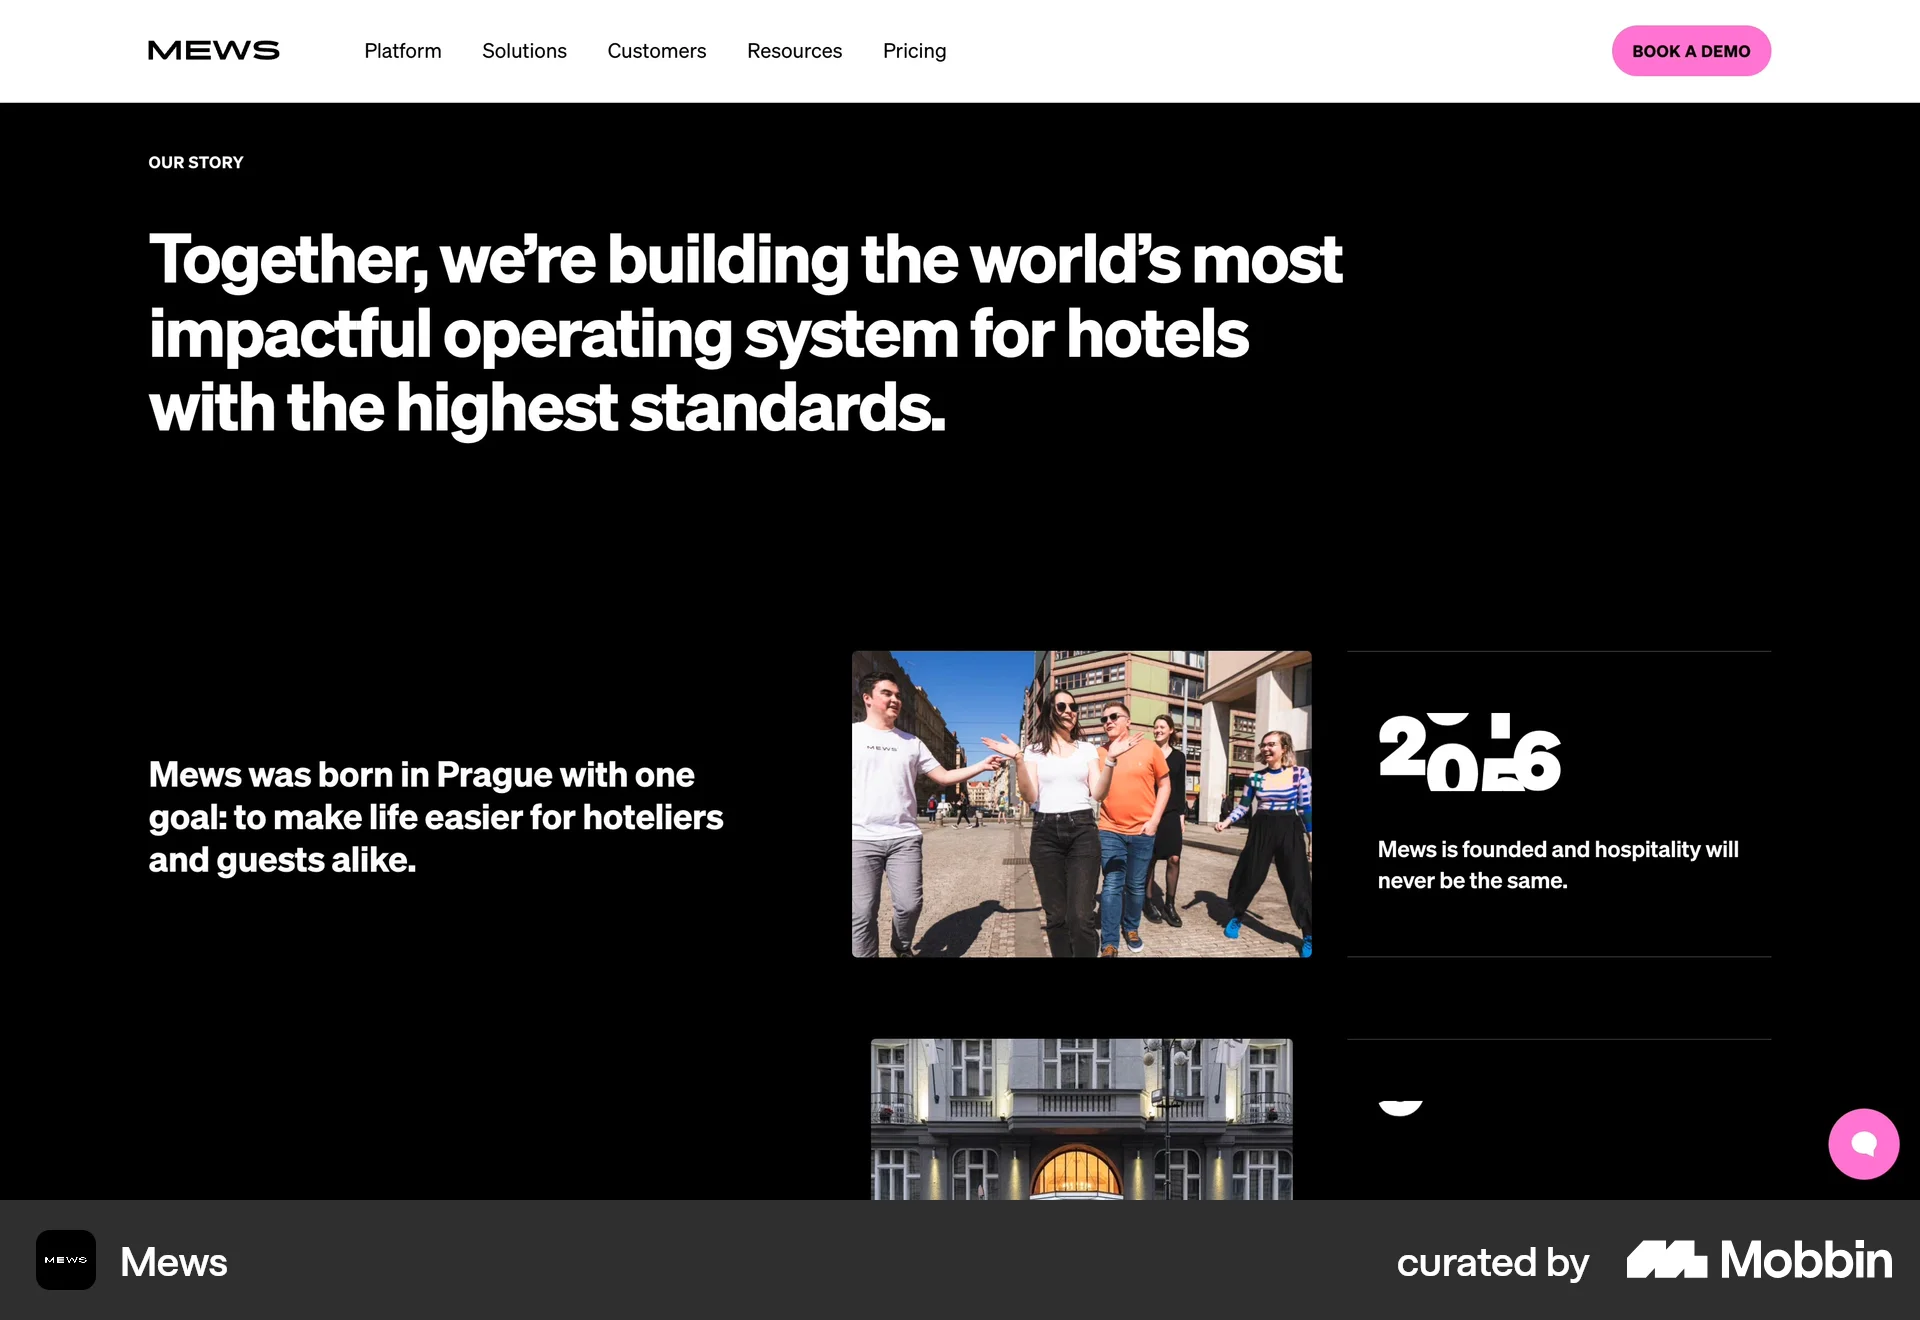 MEWS
Platform
Solutions
Customers
Resources
Pricing
BOOK A DEMO
OUR STORY
Together, we’re building the world’s most
impactful operating system for hotels
with the highest standards.
Mews was born in Prague with one
goal: to make life easier for hoteliers
and guests alike.
MEWS
Mews is founded and hospitality will
never be the same.
MEWS
Mews
curated by
Mobbin